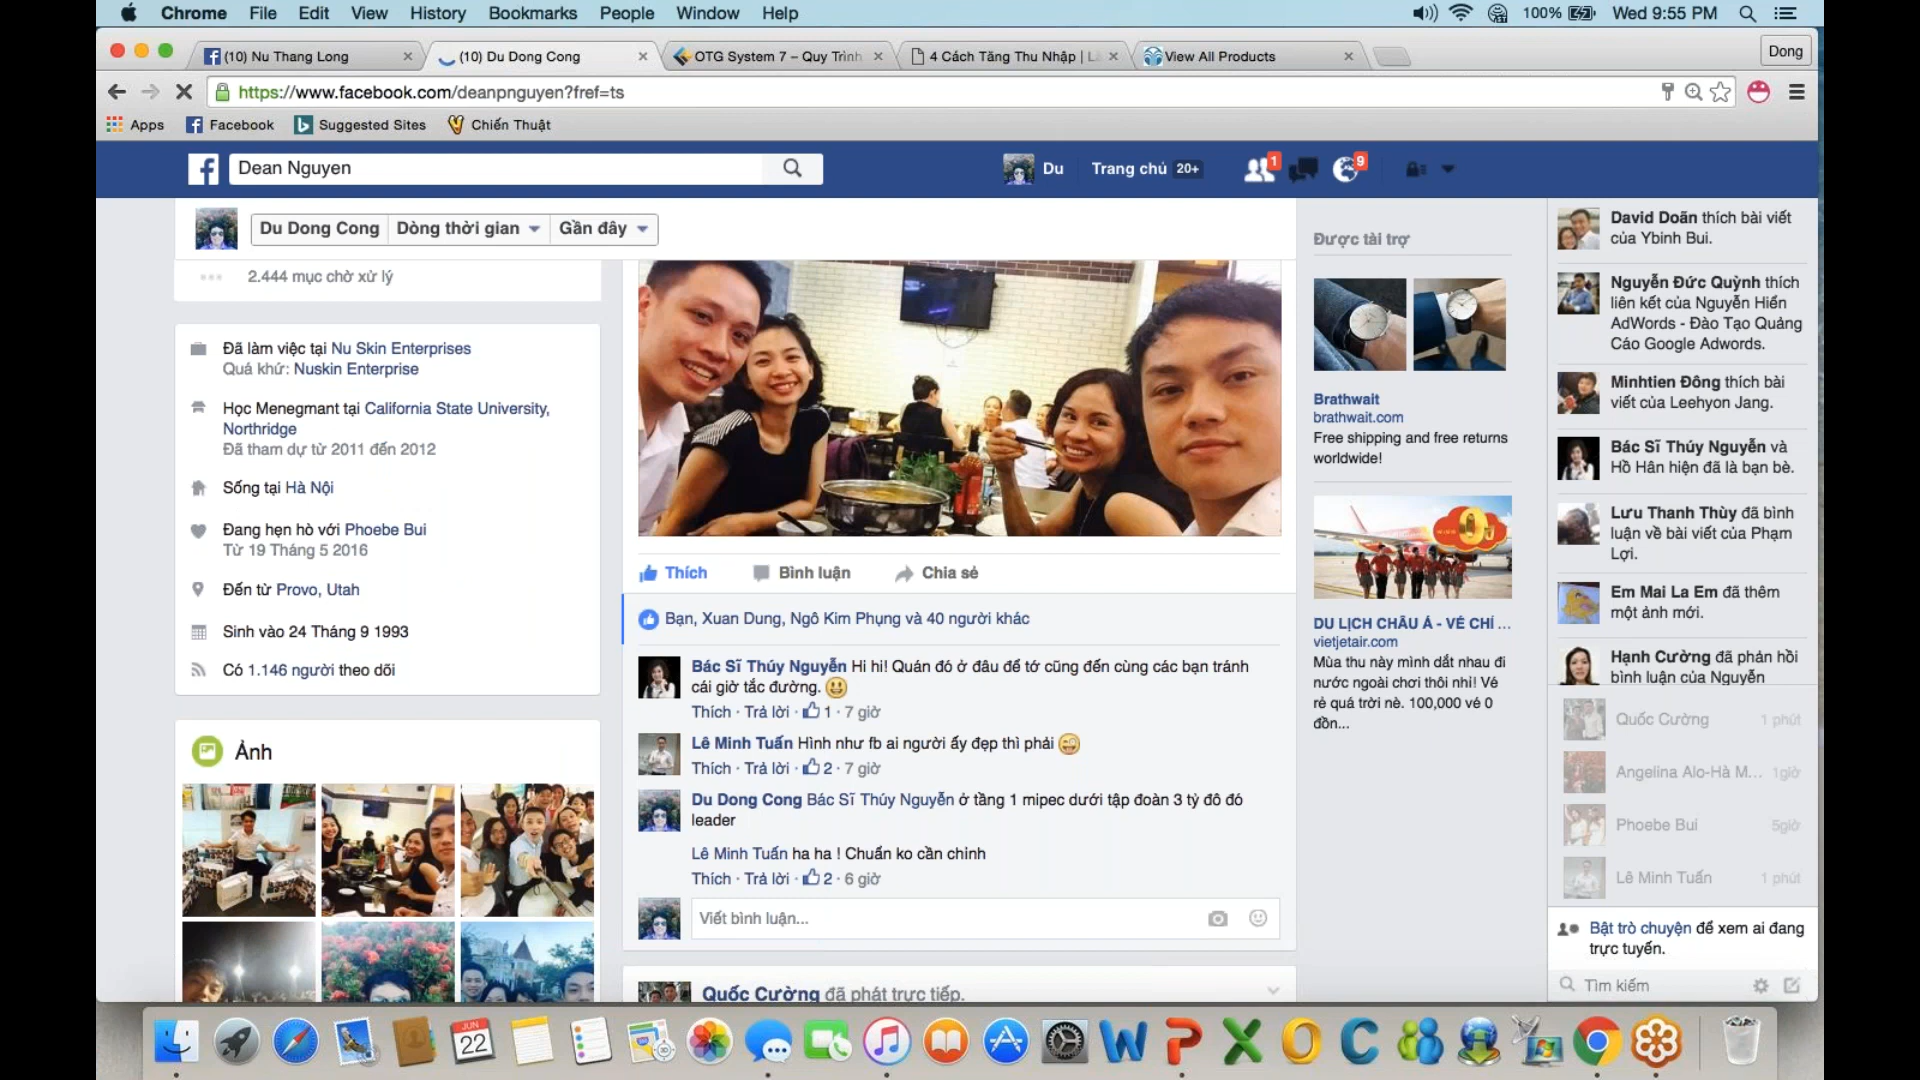 Chrome File Edit View History Bookmarks People Window Help 100% Wed 9:55 PM
(10) Nu Thang Long
(10) Du Dong Cong
OTG System 7 – Quy Trình
4 Cách Tăng Thu Nhập | Là
View All Products
Dong
https://www.facebook.com/deanpnguyen?fref=ts
Apps Facebook Suggested Sites Chiến Thuật
Dean Nguyen
Du Trang chủ 20+ 1 9
Du Dong Cong Dòng thời gian Gần đây
2.444 mục chờ xử lý
Đã làm việc tại Nu Skin Enterprises
Quá khứ: Nuskin Enterprise
Học Menegmant tại California State University,
Northridge
Đã tham dự từ 2011 đến 2012
Sống tại Hà Nội
Đang hẹn hò với Phoebe Bui
Từ 19 Tháng 5 2016
Đến từ Provo, Utah
Sinh vào 24 Tháng 9 1993
Có 1.146 người theo dõi
Ảnh
Thích Bình luận Chia sẻ
Bạn, Xuan Dung, Ngô Kim Phụng và 40 người khác
Bác Sĩ Thúy Nguyễn Hi hi! Quán đó ở đâu để tớ cũng đến cùng các bạn tránh
cái giờ tắc đường.
Thích · Trả lời · 1 · 7 giờ
Lê Minh Tuấn Hình như fb ai người ấy đẹp thì phải
Thích · Trả lời · 2 · 7 giờ
Du Dong Cong Bác Sĩ Thúy Nguyễn ở tầng 1 mipec dưới tập đoàn 3 tỷ đô đó
leader
Lê Minh Tuấn ha ha ! Chuẩn ko cần chỉnh
Thích · Trả lời · 2 · 6 giờ
Viết bình luận...
Quốc Cường đã phát trực tiếp.
Được tài trợ
Brathwait
brathwait.com
Free shipping and free returns
worldwide!
DU LỊCH CHÂU Á - VÉ CHỈ ...
vietjetair.com
Mùa thu này mình dắt nhau đi
nước ngoài chơi thôi nhỉ! Vé
rẻ quá trời nè. 100,000 vé 0
đồn...
David Doãn thích bài viết
của Ybinh Bui.
Nguyễn Đức Quỳnh thích
liên kết của Nguyễn Hiển
AdWords - Đào Tạo Quảng
Cáo Google Adwords.
Minhtien Đông thích bài
viết của Leehyon Jang.
Bác Sĩ Thúy Nguyễn và
Hồ Hân hiện đã là bạn bè.
Lưu Thanh Thùy đã bình
luận về bài viết của Phạm
Lợi.
Em Mai La Em đã thêm
một ảnh mới.
Hạnh Cường đã phản hồi
bình luận của Nguyễn
Quốc Cường 1 phút
Angelina Alo-Hà M... 1giờ
Phoebe Bui 5giờ
Lê Minh Tuấn 1 phút
Bật trò chuyện để xem ai đang
trực tuyến.
Tìm kiếm
JUN
22